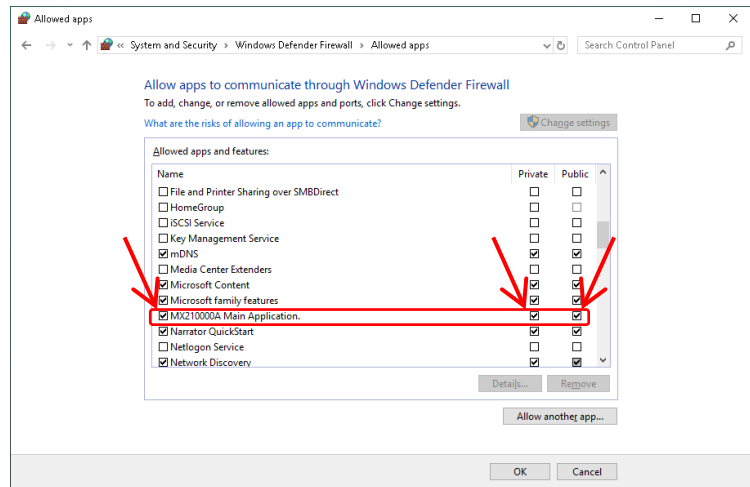 Allowed apps
« System and Security > Windows Defender Firewall > Allowed apps
Search Control Panel
Allow apps to communicate through Windows Defender Firewall
To add, change, or remove allowed apps and ports, click Change settings.
What are the risks of allowing an app to communicate?
Change settings
Allowed apps and features:
Name Private Public
File and Printer Sharing over SMBDirect
HomeGroup
iSCSI Service
Key Management Service
mDNS
Media Center Extenders
Microsoft Content
Microsoft family features
MX210000A Main Application.
Narrator QuickStart
Netlogon Service
Network Discovery
Details... Remove
Allow another app...
OK Cancel